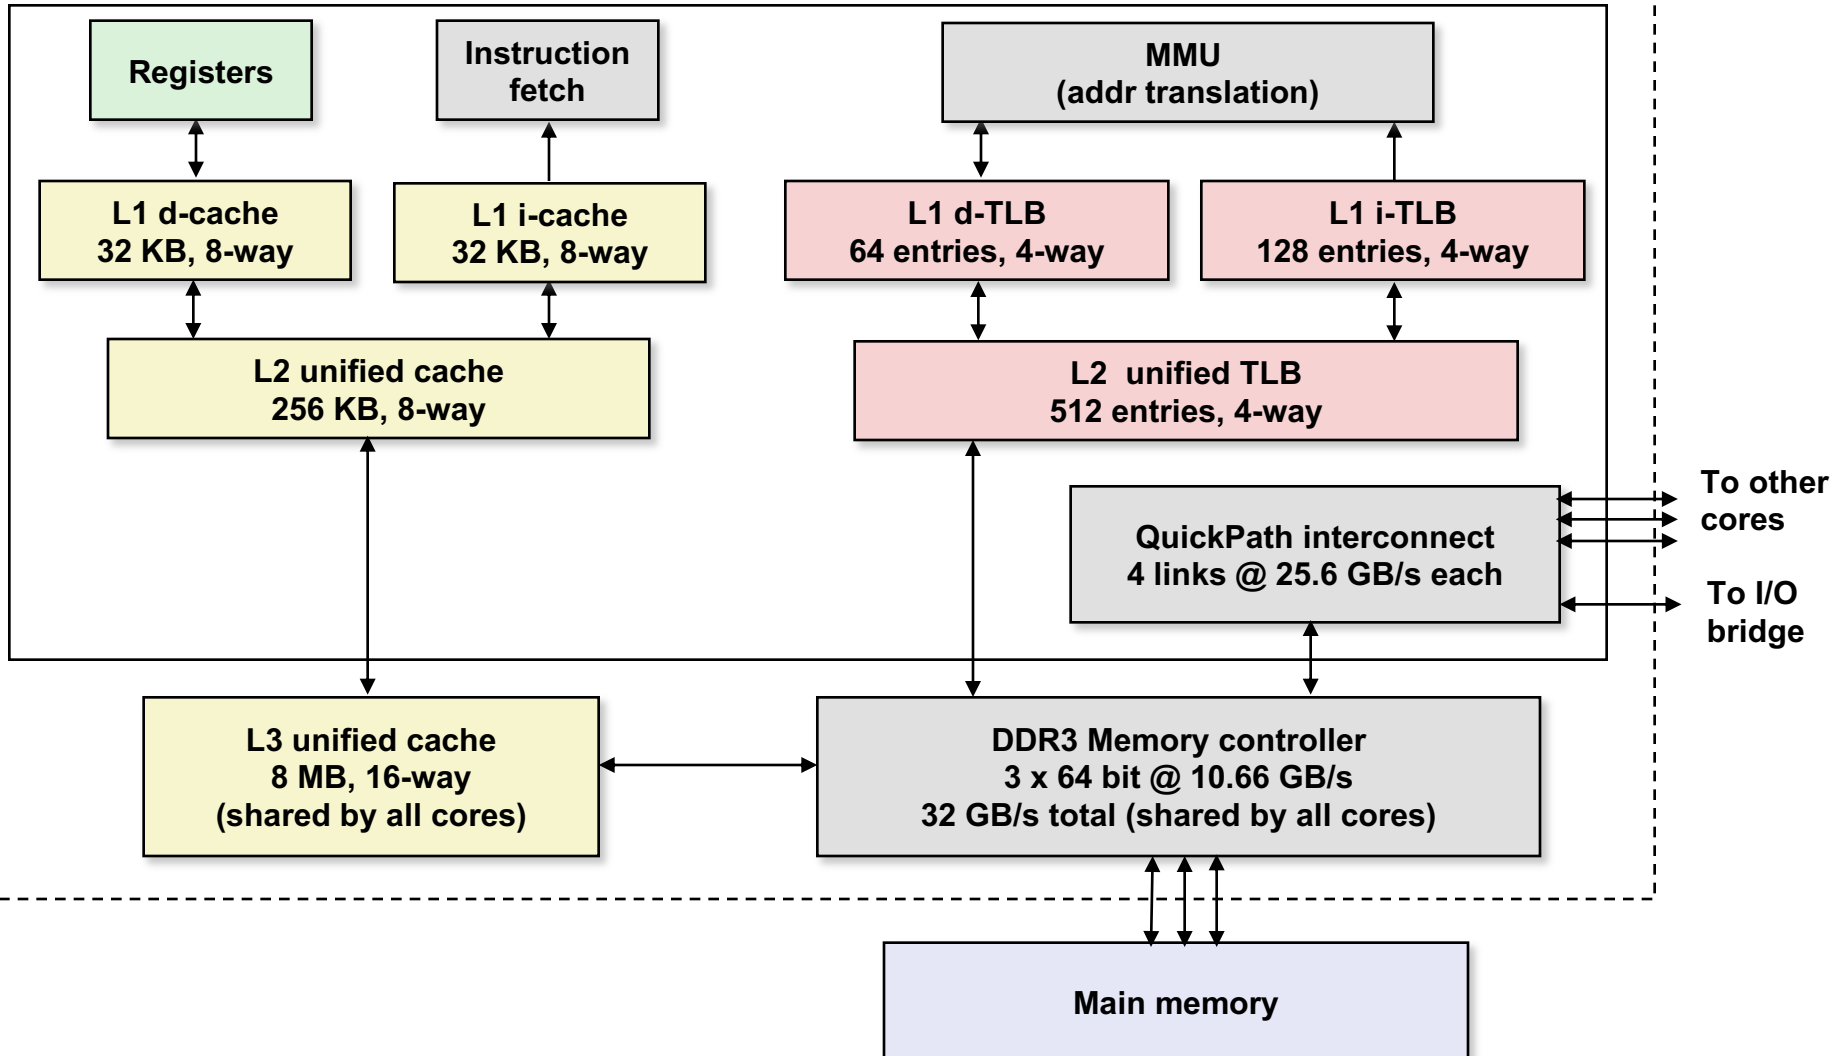 Registers
Instruction
fetch
MMU
(addr translation)
L1 d-cache
32 KB, 8-way
L1 i-cache
32 KB, 8-way
L1 d-TLB
64 entries, 4-way
L1 i-TLB
128 entries, 4-way
L2 unified cache
256 KB, 8-way
L2  unified TLB
512 entries, 4-way
QuickPath interconnect
4 links @ 25.6 GB/s each
To other
cores
To I/O
bridge
L3 unified cache
8 MB, 16-way
(shared by all cores)
DDR3 Memory controller
3 x 64 bit @ 10.66 GB/s
32 GB/s total (shared by all cores)
Main memory